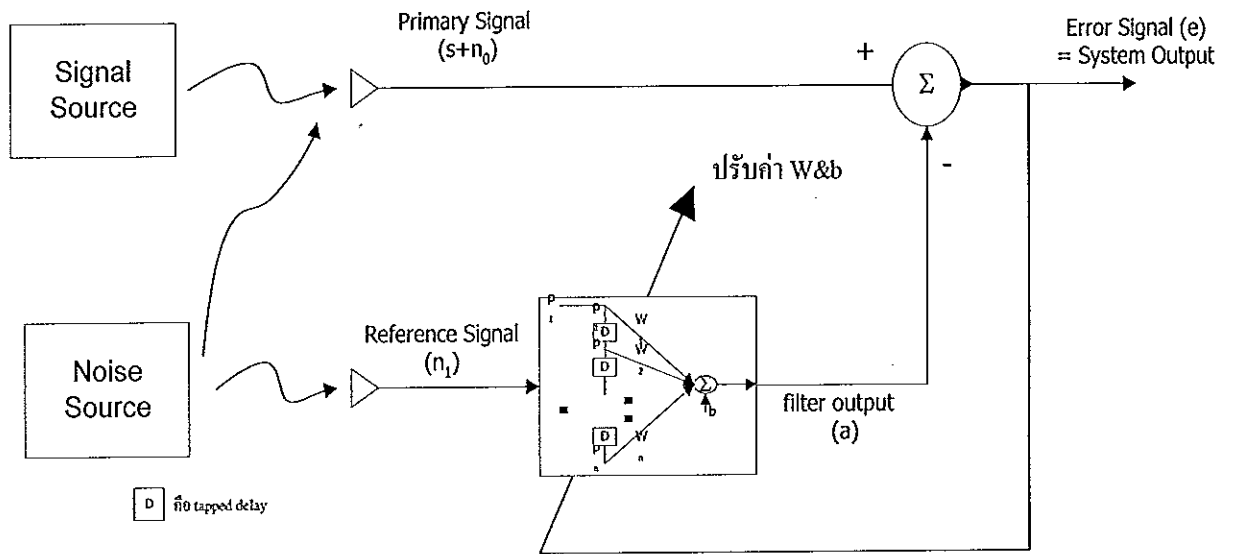 Primary Signal
(s+n₀)
Error Signal (e)
= System Output
Signal
Source
+
Σ
-
ปรับค่า W&b
Noise
Source
Reference Signal
(n₁)
P
P
D
P
D
D
P
W
W
2
W
n
Σ
b
filter output
(a)
D
คือ tapped delay